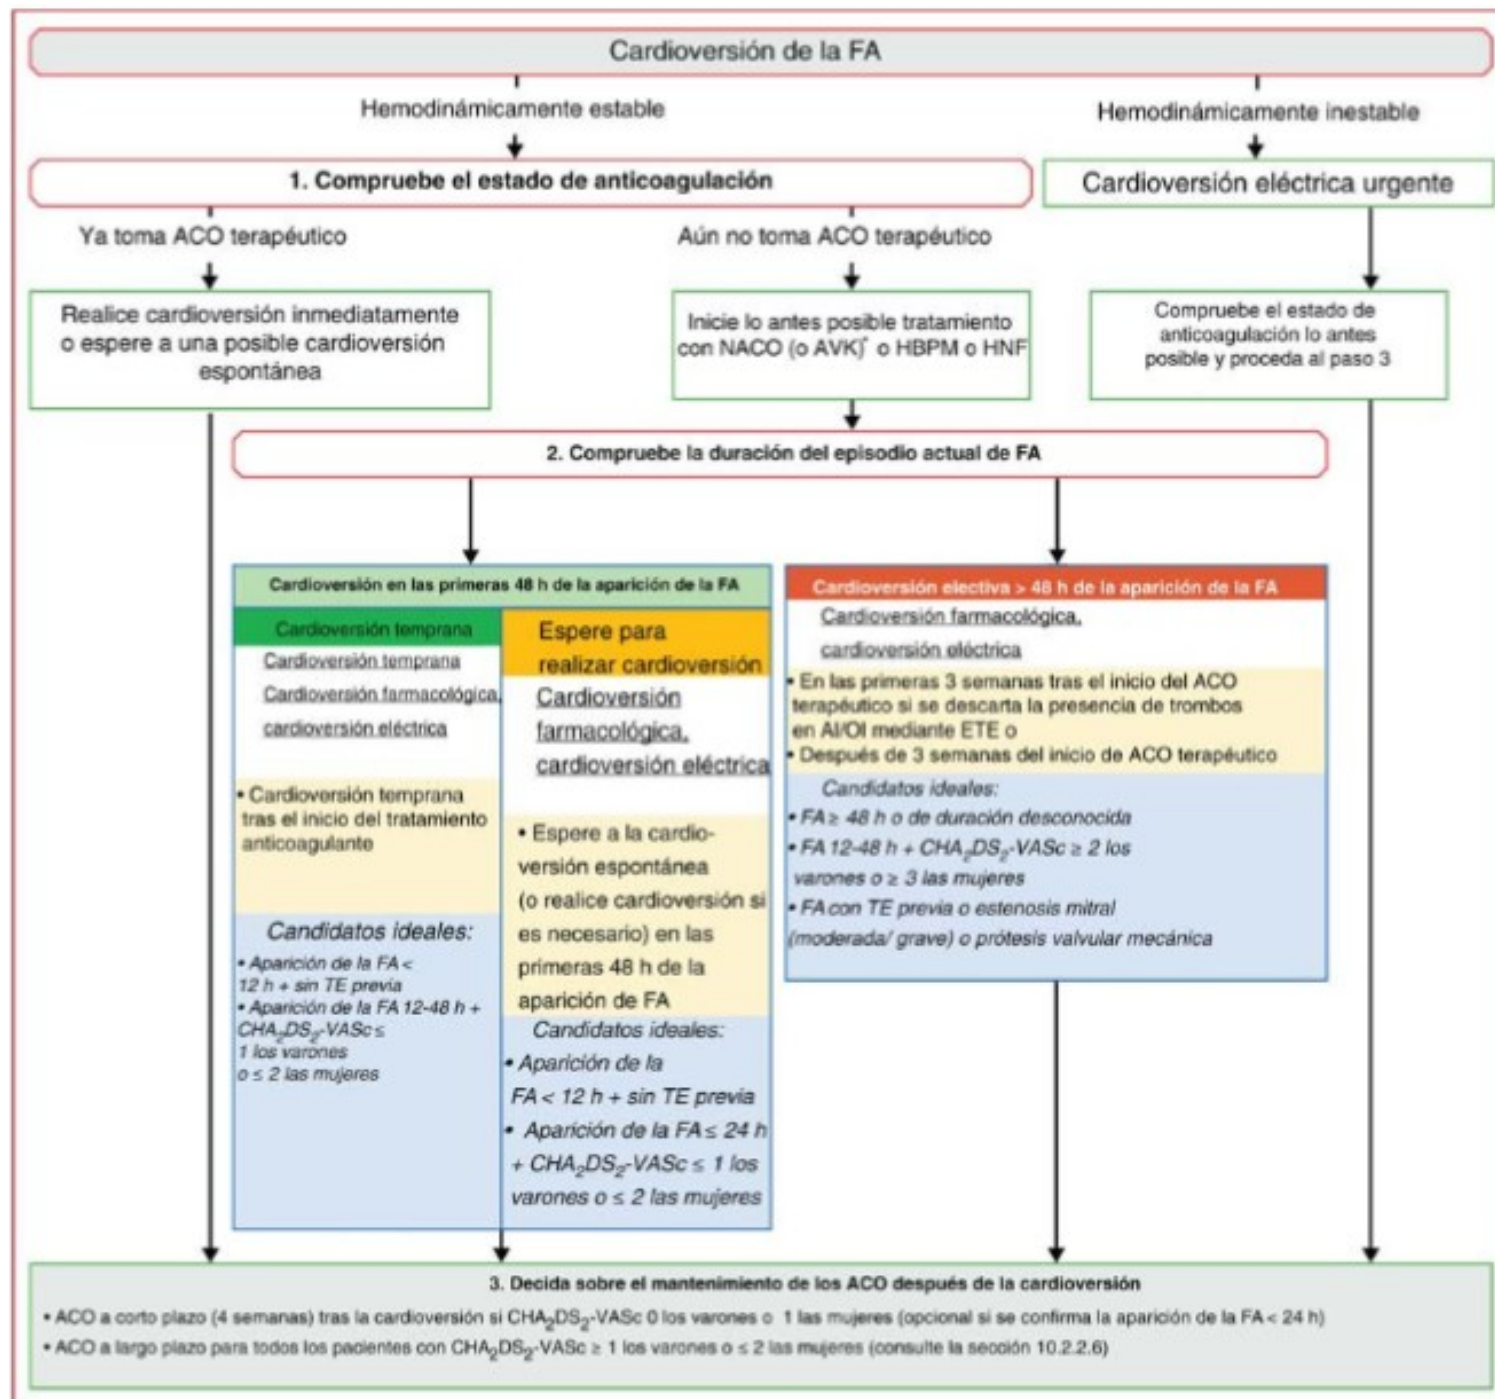 Cardioversión de la FA
Hemodinámicamente estable
Hemodinámicamente inestable
1. Compruebe el estado de anticoagulación
Cardioversión eléctrica urgente
Ya toma ACO terapéutico
Aún no toma ACO terapéutico
Realice cardioversión inmediatamente
o espere a una posible cardioversión
espontánea
Inicie lo antes posible tratamiento
con NACO (o AVK)* o HBPM o HNF
Compruebe el estado de
anticoagulación lo antes
posible y proceda al paso 3
2. Compruebe la duración del episodio actual de FA
Cardioversión en las primeras 48 h de la aparición de la FA
Cardioversión temprana
Cardioversión temprana
Cardioversión farmacológica,
cardioversión eléctrica
• Cardioversión temprana
tras el inicio del tratamiento
anticoagulante
Candidatos ideales:
• Aparición de la FA <
12 h + sin TE previa
• Aparición de la FA 12-48 h +
CHA₂DS₂-VASc ≤
1 los varones
o ≤ 2 las mujeres
Espere para
realizar cardioversión
Cardioversión
farmacológica,
cardioversión eléctrica
• Espere a la cardio-
versión espontánea
(o realice cardioversión si
es necesario) en las
primeras 48 h de la
aparición de FA
Candidatos ideales:
• Aparición de la
FA < 12 h + sin TE previa
• Aparición de la FA ≤ 24 h
+ CHA₂DS₂-VASc ≤ 1 los
varones o ≤ 2 las mujeres
Cardioversión electiva > 48 h de la aparición de la FA
Cardioversión farmacológica,
cardioversión eléctrica
• En las primeras 3 semanas tras el inicio del ACO
terapéutico si se descarta la presencia de trombos
en AI/OI mediante ETE o
• Después de 3 semanas del inicio de ACO terapéutico
Candidatos ideales:
• FA ≥ 48 h o de duración desconocida
• FA 12-48 h + CHA₂DS₂-VASc ≥ 2 los
varones o ≥ 3 las mujeres
• FA con TE previa o estenosis mitral
(moderada/ grave) o prótesis valvular mecánica
3. Decida sobre el mantenimiento de los ACO después de la cardioversión
• ACO a corto plazo (4 semanas) tras la cardioversión si CHA₂DS₂-VASc 0 los varones o 1 las mujeres (opcional si se confirma la aparición de la FA < 24 h)
• ACO a largo plazo para todos los pacientes con CHA₂DS₂-VASc ≥ 1 los varones o ≤ 2 las mujeres (consulte la sección 10.2.2.6)